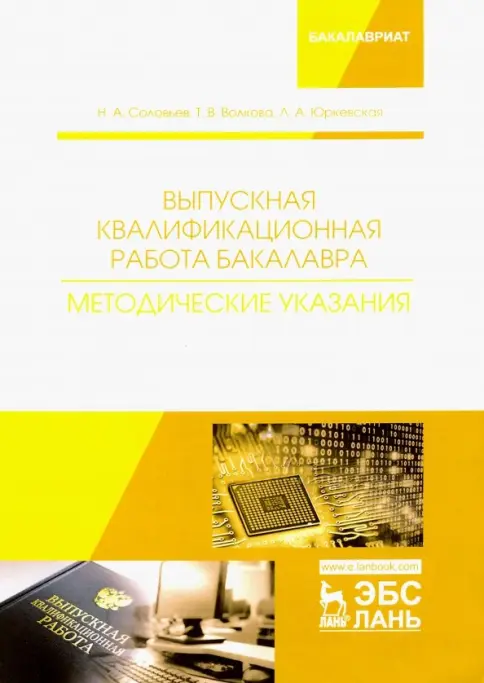 БАКАЛАВРИАТ
Н. А. Соловьев, Т. В. Волкова, Л. А. Юркевская
ВЫПУСКНАЯ
КВАЛИФИКАЦИОННАЯ
РАБОТА БАКАЛАВРА
МЕТОДИЧЕСКИЕ УКАЗАНИЯ
www.e.lanbook.com
ЭБС
ЛАНЬ
ЛАНЬ
ВЫПУСКНАЯ
КВАЛИФИКАЦИОННАЯ
РАБОТА